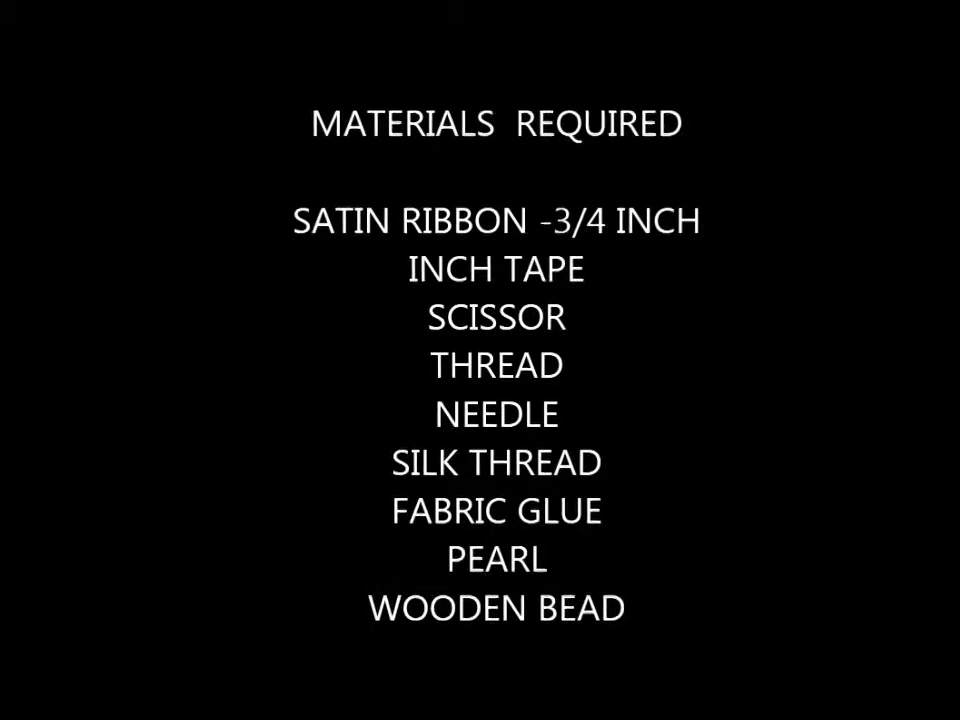 MATERIALS REQUIRED
SATIN RIBBON -3/4 INCH
INCH TAPE
SCISSOR
THREAD
NEEDLE
SILK THREAD
FABRIC GLUE
PEARL
WOODEN BEAD